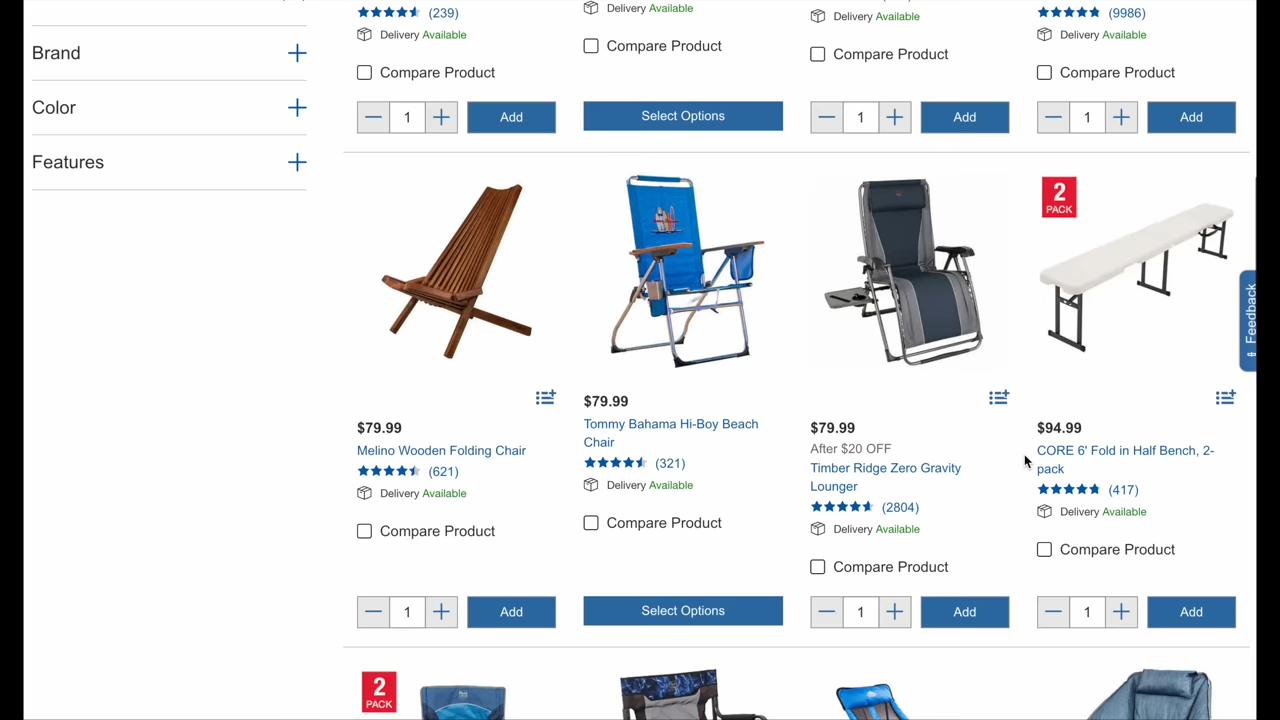 Brand
Color
Features
(239)
Delivery Available
Compare Product
1
Add
Delivery Available
Compare Product
Select Options
Delivery Available
Compare Product
1
Add
(9986)
Delivery Available
Compare Product
1
Add
$79.99
Melino Wooden Folding Chair
(621)
Delivery Available
Compare Product
1
Add
$79.99
Tommy Bahama Hi-Boy Beach
Chair
(321)
Delivery Available
Compare Product
Select Options
$79.99
After $20 OFF
Timber Ridge Zero Gravity
Lounger
(2804)
Delivery Available
Compare Product
1
Add
2
PACK
$94.99
CORE 6' Fold in Half Bench, 2-
pack
(417)
Delivery Available
Compare Product
1
Add
Feedback
2
PACK